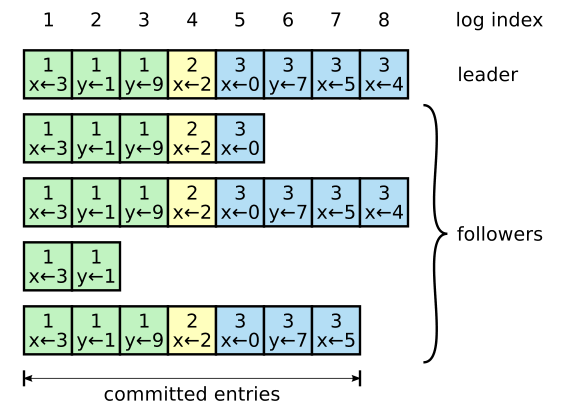 1 2 3 4 5 6 7 8 log index
1 1 1 2 3 3 3 3
x←3 y←1 y←9 x←2 x←0 y←7 x←5 x←4
leader
1 1 1 2 3
x←3 y←1 y←9 x←2 x←0
1 1 1 2 3 3 3 3
x←3 y←1 y←9 x←2 x←0 y←7 x←5 x←4
followers
1 1
x←3 y←1
1 1 1 2 3 3 3
x←3 y←1 y←9 x←2 x←0 y←7 x←5
committed entries